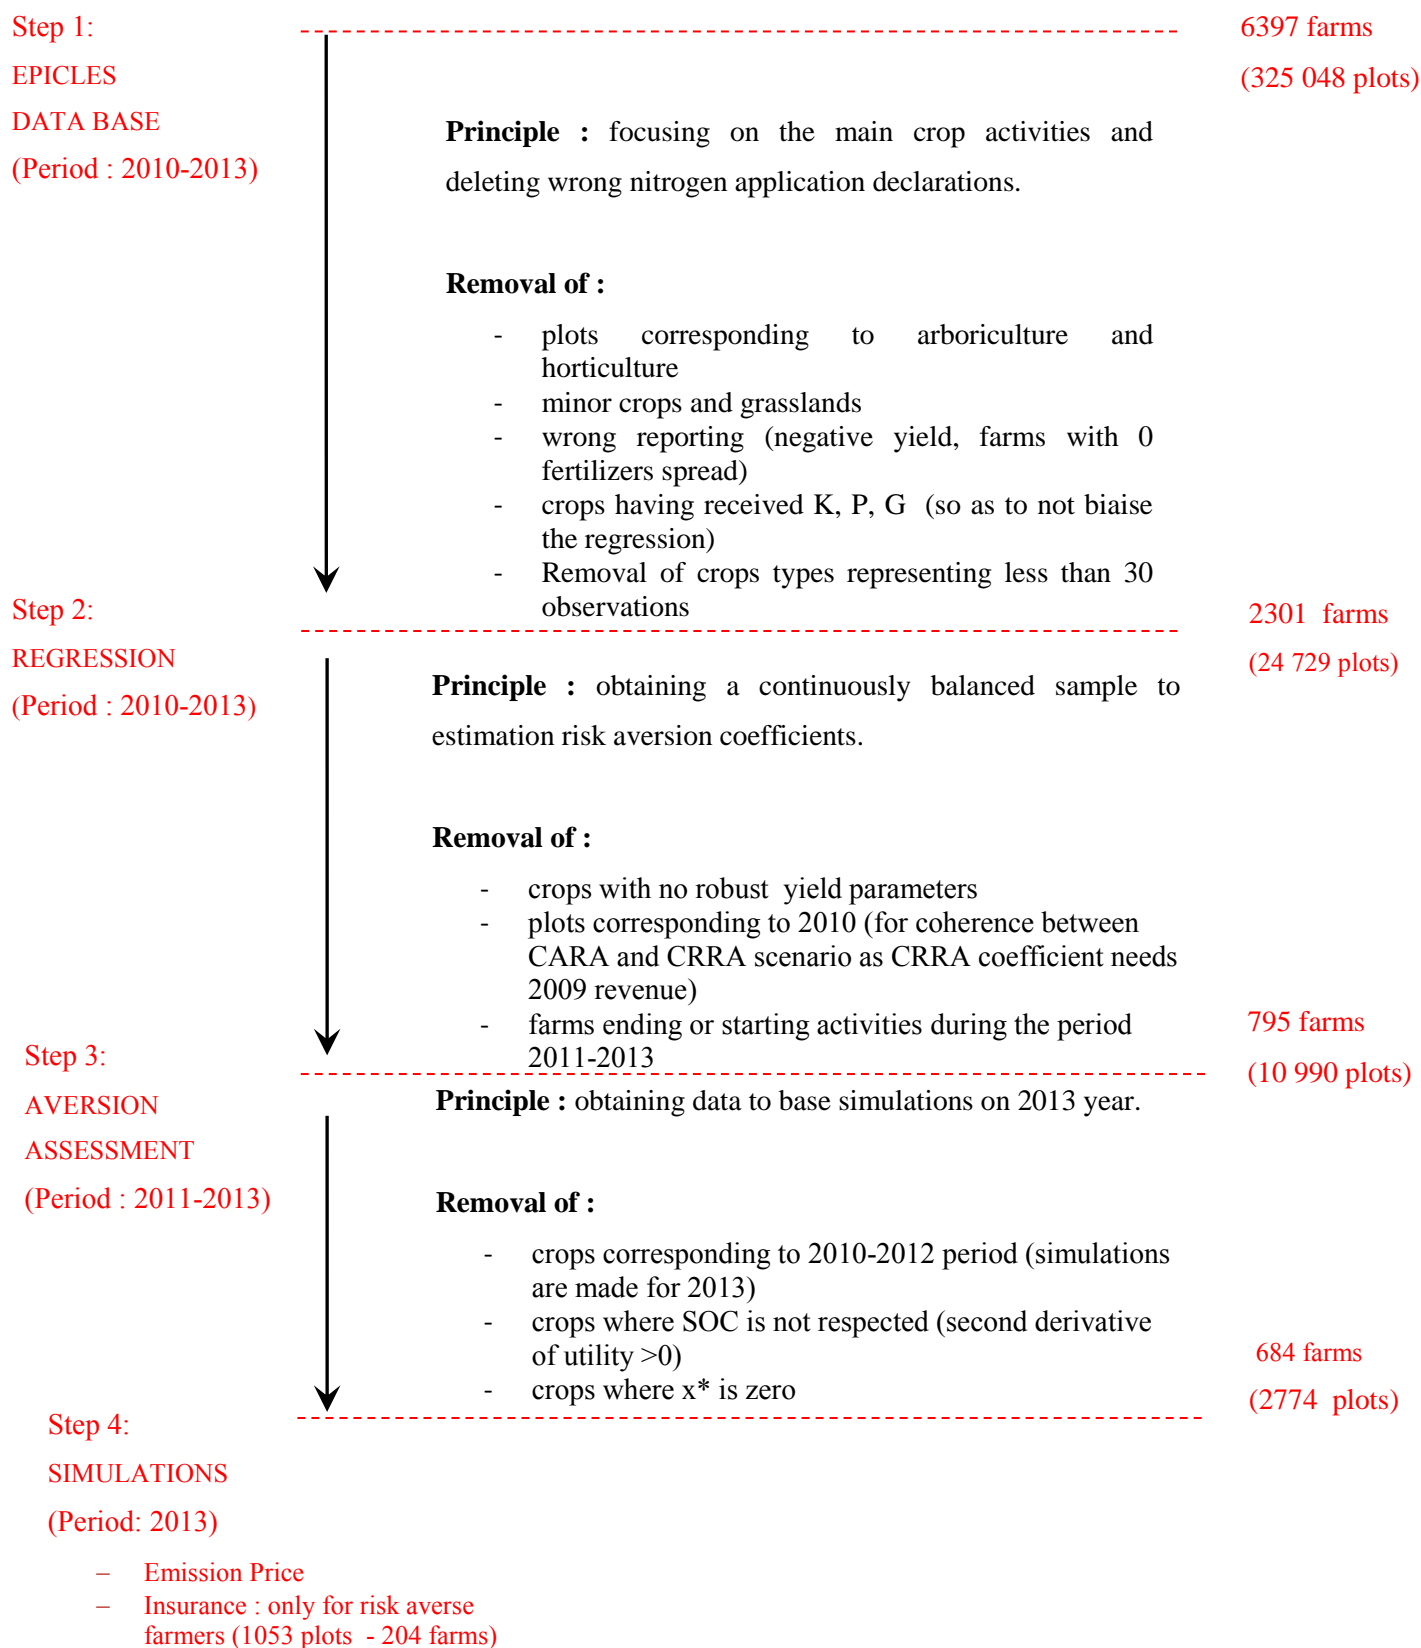 Step 1:
EPICLES
DATA BASE
(Period : 2010-2013)
6397 farms
(325 048 plots)
Principle : focusing on the main crop activities and
deleting wrong nitrogen application declarations.
Removal of :
- plots corresponding to arboriculture and
horticulture
- minor crops and grasslands
- wrong reporting (negative yield, farms with 0
fertilizers spread)
- crops having received K, P, G (so as to not biaise
the regression)
- Removal of crops types representing less than 30
observations
Step 2:
REGRESSION
(Period : 2010-2013)
2301 farms
(24 729 plots)
Principle : obtaining a continuously balanced sample to
estimation risk aversion coefficients.
Removal of :
- crops with no robust yield parameters
- plots corresponding to 2010 (for coherence between
CARA and CRRA scenario as CRRA coefficient needs
2009 revenue)
- farms ending or starting activities during the period
2011-2013
Step 3:
AVERSION
ASSESSMENT
(Period : 2011-2013)
795 farms
(10 990 plots)
Principle : obtaining data to base simulations on 2013 year.
Removal of :
- crops corresponding to 2010-2012 period (simulations
are made for 2013)
- crops where SOC is not respected (second derivative
of utility >0)
- crops where x* is zero
684 farms
(2774 plots)
Step 4:
SIMULATIONS
(Period: 2013)
– Emission Price
– Insurance : only for risk averse
farmers (1053 plots - 204 farms)